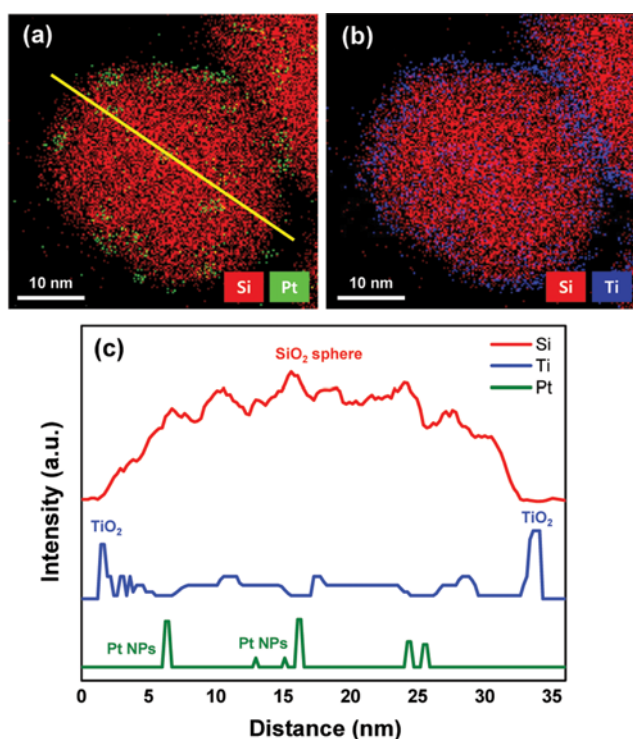 (a)
10 nm
Si Pt
(b)
10 nm
Si Ti
(c)
SiO₂ sphere
Si
Ti
Pt
TiO₂
TiO₂
Pt NPs
Pt NPs
Intensity (a.u.)
0 5 10 15 20 25 30 35
Distance (nm)